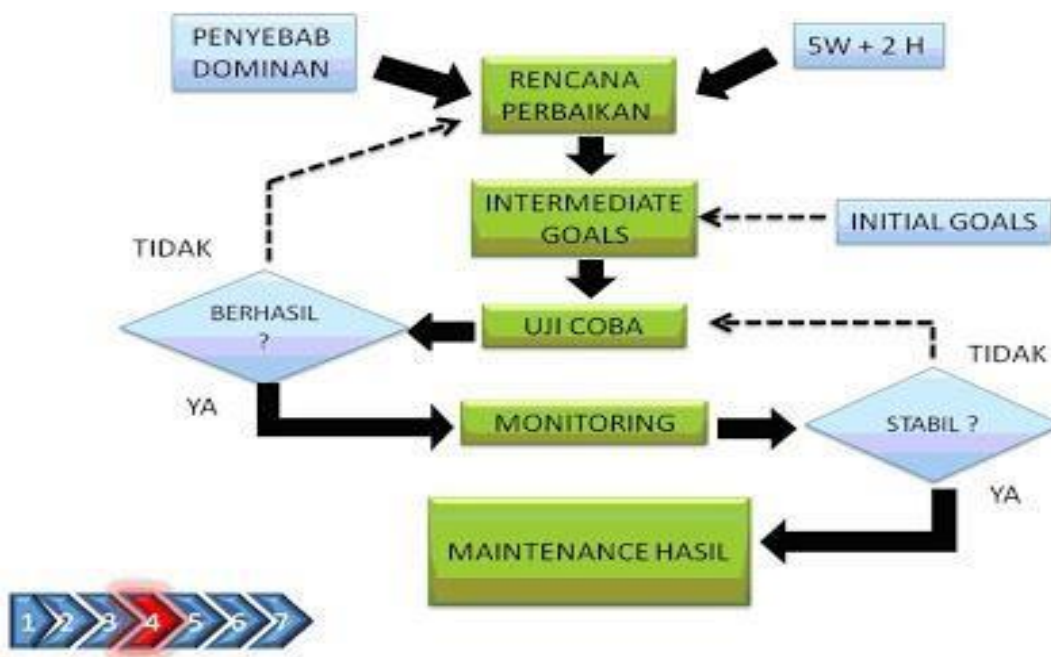 PENYEBAB
DOMINAN
5W + 2 H
RENCANA
PERBAIKAN
INTERMEDIATE
GOALS
INITIAL GOALS
TIDAK
BERHASIL
?
UJI COBA
TIDAK
YA
MONITORING
STABIL ?
YA
MAINTENANCE HASIL
1 2 3 4 5 6 7